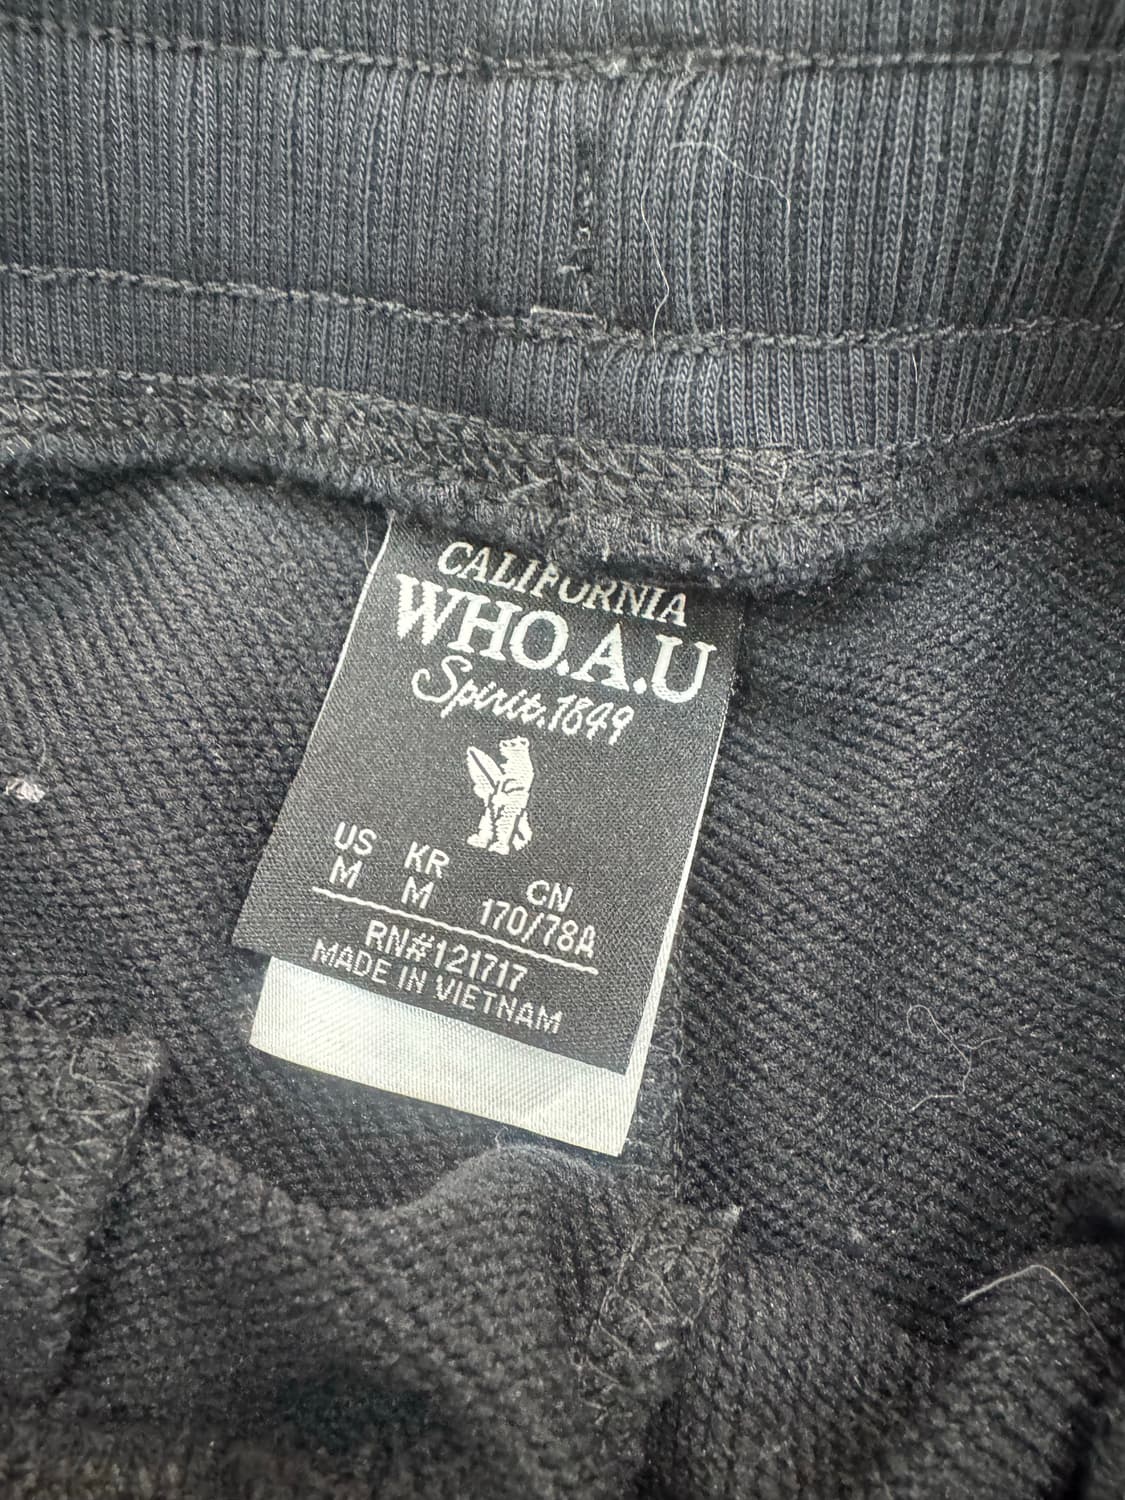 CALIFORNIA
WHO.A.U
Spirit.1849
US KR CN
M M 170/78A
RN#121717
MADE IN VIETNAM